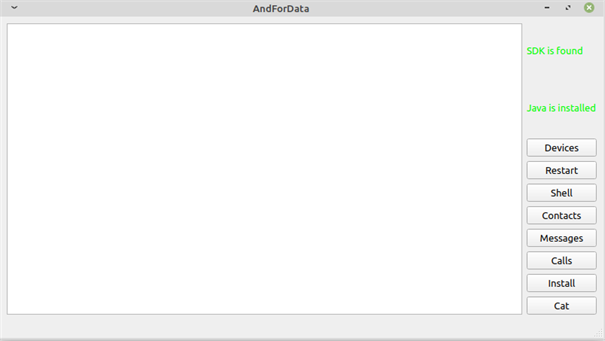 AndForData
SDK is found
Java is installed
Devices
Restart
Shell
Contacts
Messages
Calls
Install
Cat